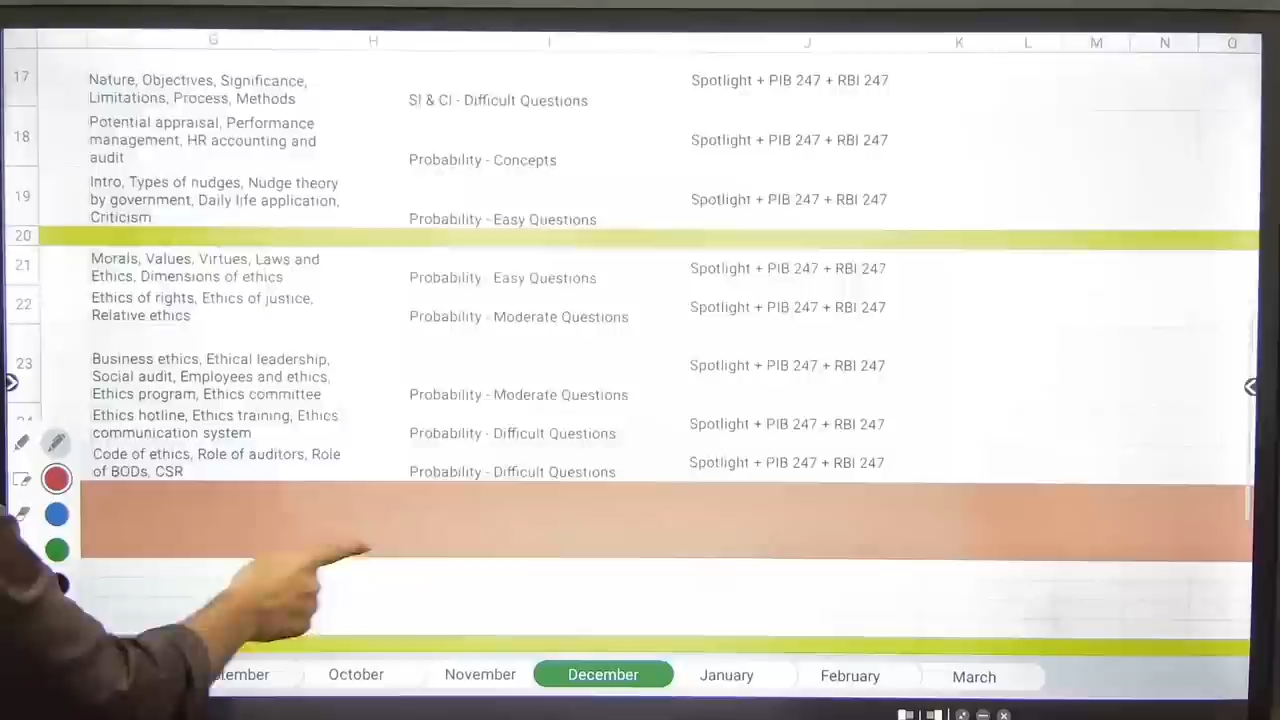 G H I J K L M N O
17
Nature, Objectives, Significance,
Limitations, Process, Methods
SI & CI - Difficult Questions
Spotlight + PIB 247 + RBI 247
18
Potential appraisal, Performance
management, HR accounting and
audit
Probability - Concepts
Spotlight + PIB 247 + RBI 247
19
Intro, Types of nudges, Nudge theory
by government, Daily life application,
Criticism
Probability - Easy Questions
Spotlight + PIB 247 + RBI 247
20
21
Morals, Values, Virtues, Laws and
Ethics, Dimensions of ethics
Probability - Easy Questions
Spotlight + PIB 247 + RBI 247
22
Ethics of rights, Ethics of justice,
Relative ethics
Probability - Moderate Questions
Spotlight + PIB 247 + RBI 247
23
Business ethics, Ethical leadership,
Social audit, Employees and ethics,
Ethics program, Ethics committee
Probability - Moderate Questions
Spotlight + PIB 247 + RBI 247
Ethics hotline, Ethics training, Ethics
communication system
Probability - Difficult Questions
Spotlight + PIB 247 + RBI 247
Code of ethics, Role of auditors, Role
of BODs, CSR
Probability - Difficult Questions
Spotlight + PIB 247 + RBI 247
October November December January February March